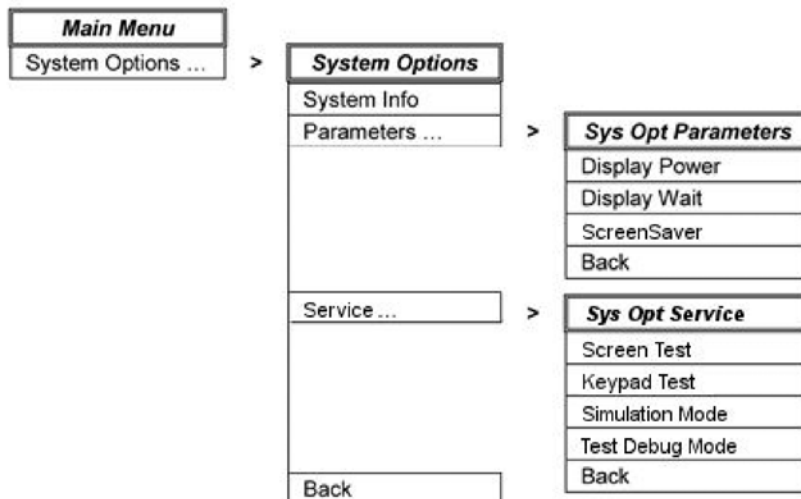 Main Menu
System Options ...
>
System Options
System Info
Parameters ...
>
Sys Opt Parameters
Display Power
Display Wait
ScreenSaver
Back
Service ...
>
Sys Opt Service
Screen Test
Keypad Test
Simulation Mode
Test Debug Mode
Back
Back